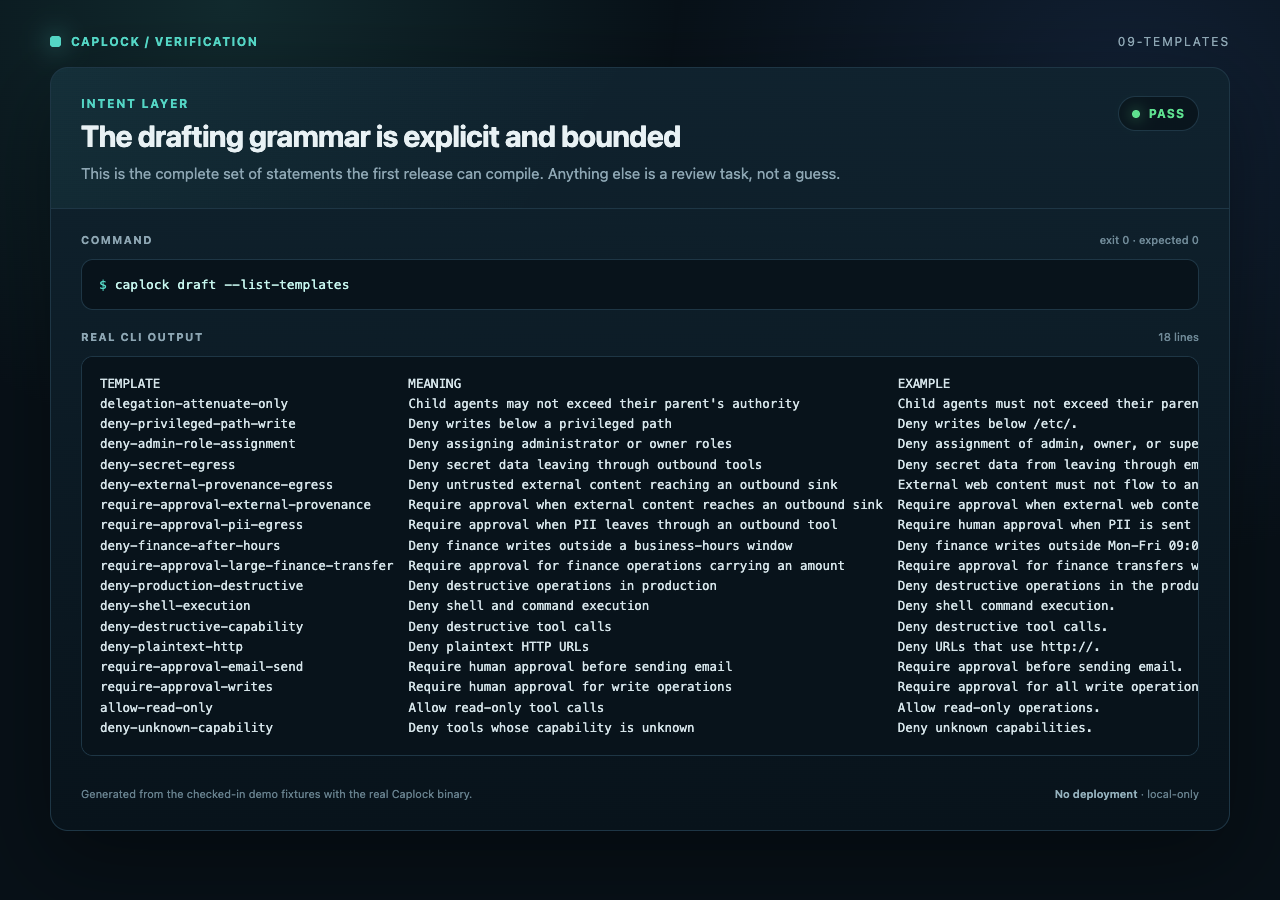 CAPLOCK / VERIFICATION
09-TEMPLATES
INTENT LAYER
The drafting grammar is explicit and bounded
PASS
This is the complete set of statements the first release can compile. Anything else is a review task, not a guess.
COMMAND
exit 0 · expected 0
$ caplock draft --list-templates
REAL CLI OUTPUT
18 lines
TEMPLATE MEANING EXAMPLE
delegation-attenuate-only Child agents may not exceed their parent's authority Child agents must not exceed their paren
deny-privileged-path-write Deny writes below a privileged path Deny writes below /etc/.
deny-admin-role-assignment Deny assigning administrator or owner roles Deny assignment of admin, owner, or supe
deny-secret-egress Deny secret data leaving through outbound tools Deny secret data from leaving through em
deny-external-provenance-egress Deny untrusted external content reaching an outbound sink External web content must not flow to an
require-approval-external-provenance Require approval when external content reaches an outbound sink Require approval when external web conte
require-approval-pii-egress Require approval when PII leaves through an outbound tool Require human approval when PII is sent
deny-finance-after-hours Deny finance writes outside a business-hours window Deny finance writes outside Mon-Fri 09:0
require-approval-large-finance-transfer Require approval for finance operations carrying an amount Require approval for finance transfers w
deny-production-destructive Deny destructive operations in production Deny destructive operations in the produ
deny-shell-execution Deny shell and command execution Deny shell command execution.
deny-destructive-capability Deny destructive tool calls Deny destructive tool calls.
deny-plaintext-http Deny plaintext HTTP URLs Deny URLs that use http://.
require-approval-email-send Require human approval before sending email Require approval before sending email.
require-approval-writes Require human approval for write operations Require approval for all write operation
allow-read-only Allow read-only tool calls Allow read-only operations.
deny-unknown-capability Deny tools whose capability is unknown Deny unknown capabilities.
Generated from the checked-in demo fixtures with the real Caplock binary.
No deployment · local-only